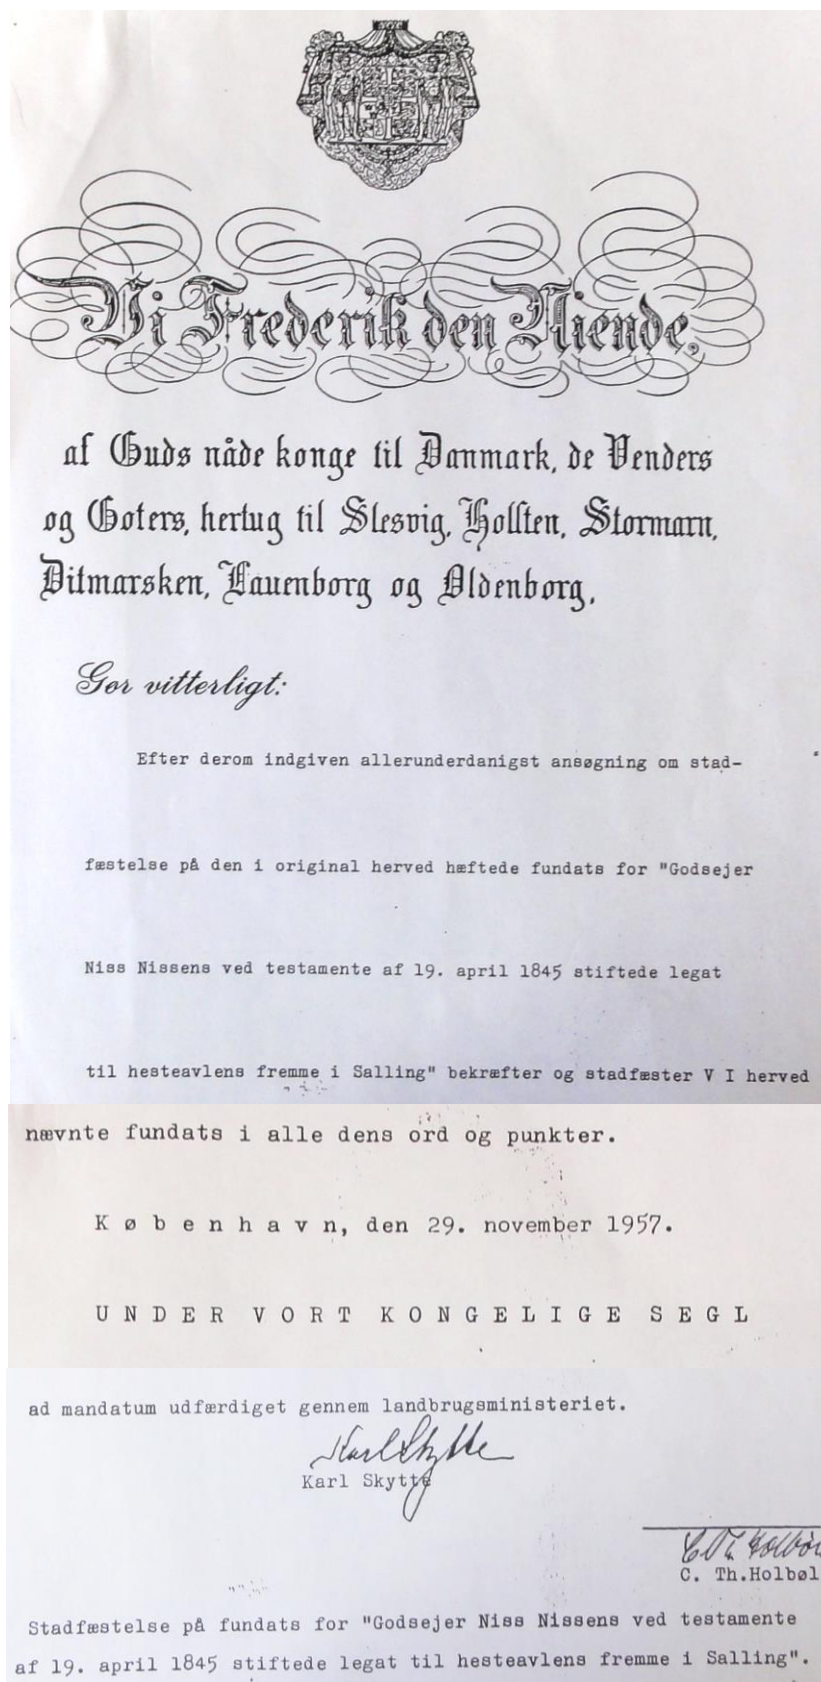 Vi Frederik den Niende,
af Guds nåde konge til Danmark, de Venders
og Goters, hertug til Slesvig, Holsten, Stormarn,
Ditmarsken, Lauenborg og Oldenborg,
Gør vitterligt:
Efter derom indgiven allerunderdanigst ansøgning om stad-
fæstelse på den i original herved hæftede fundats for "Godsejer
Niss Nissens ved testamente af 19. april 1845 stiftede legat
til hesteavlens fremme i Salling" bekræfter og stadfæster V I herved
nævnte fundats i alle dens ord og punkter.
K ø b e n h a v n, den 29. november 1957.
U N D E R V O R T K O N G E L I G E S E G L
ad mandatum udfærdiget gennem landbrugsministeriet.
Karl Skytte
Karl Skytte
C. Th. Holbøl
C. Th.Holbøl
Stadfæstelse på fundats for "Godsejer Niss Nissens ved testamente
af 19. april 1845 stiftede legat til hesteavlens fremme i Salling".